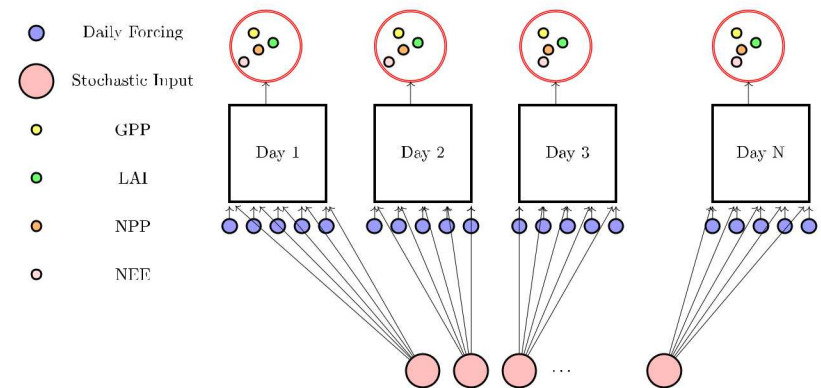 Daily Forcing
Stochastic Input
GPP
LAI
NPP
NEE
Day 1
Day 2
Day 3
Day N
...